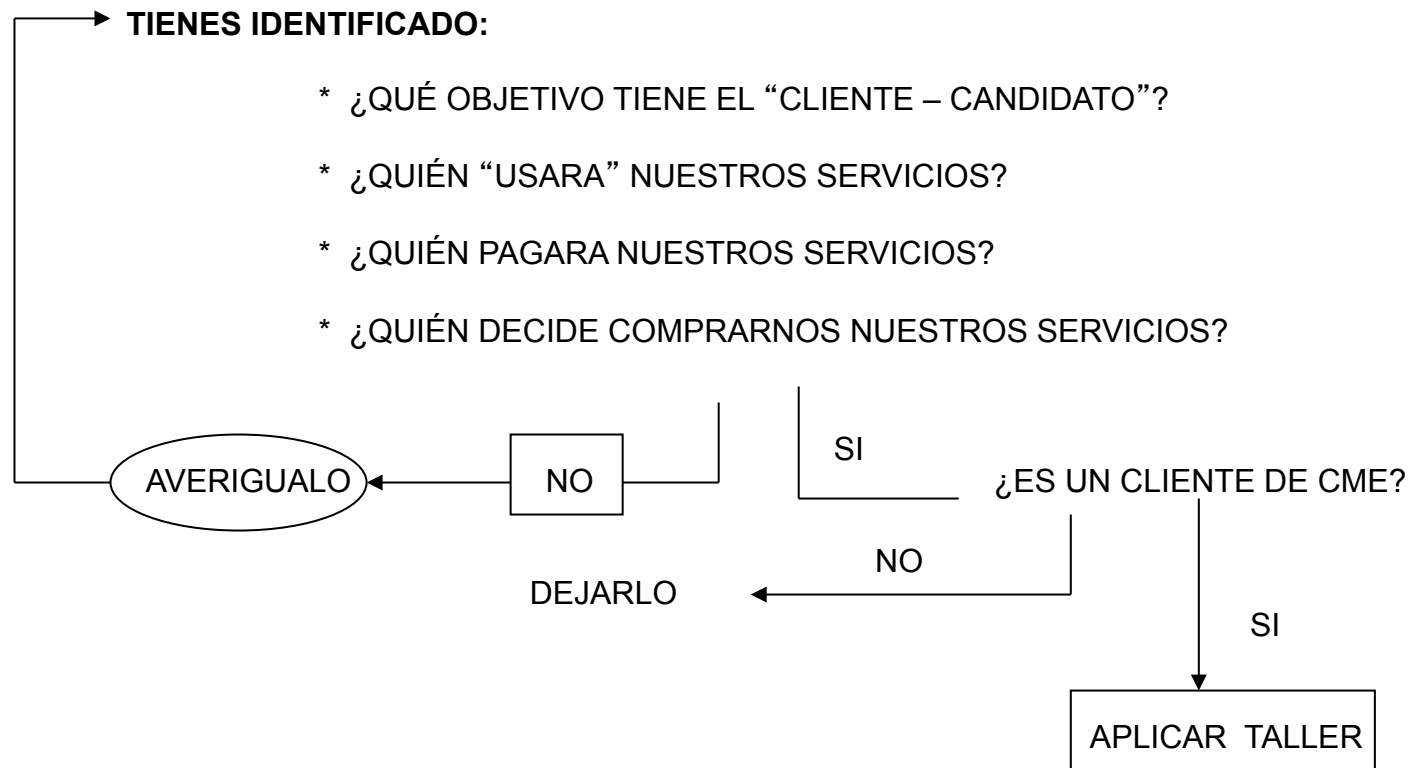 TIENES IDENTIFICADO:
* ¿QUÉ OBJETIVO TIENE EL “CLIENTE – CANDIDATO”?
* ¿QUIÉN “USARA” NUESTROS SERVICIOS?
* ¿QUIÉN PAGARA NUESTROS SERVICIOS?
* ¿QUIÉN DECIDE COMPRARNOS NUESTROS SERVICIOS?
SI
AVERIGUALO
NO
¿ES UN CLIENTE DE CME?
NO
DEJARLO
SI
APLICAR TALLER